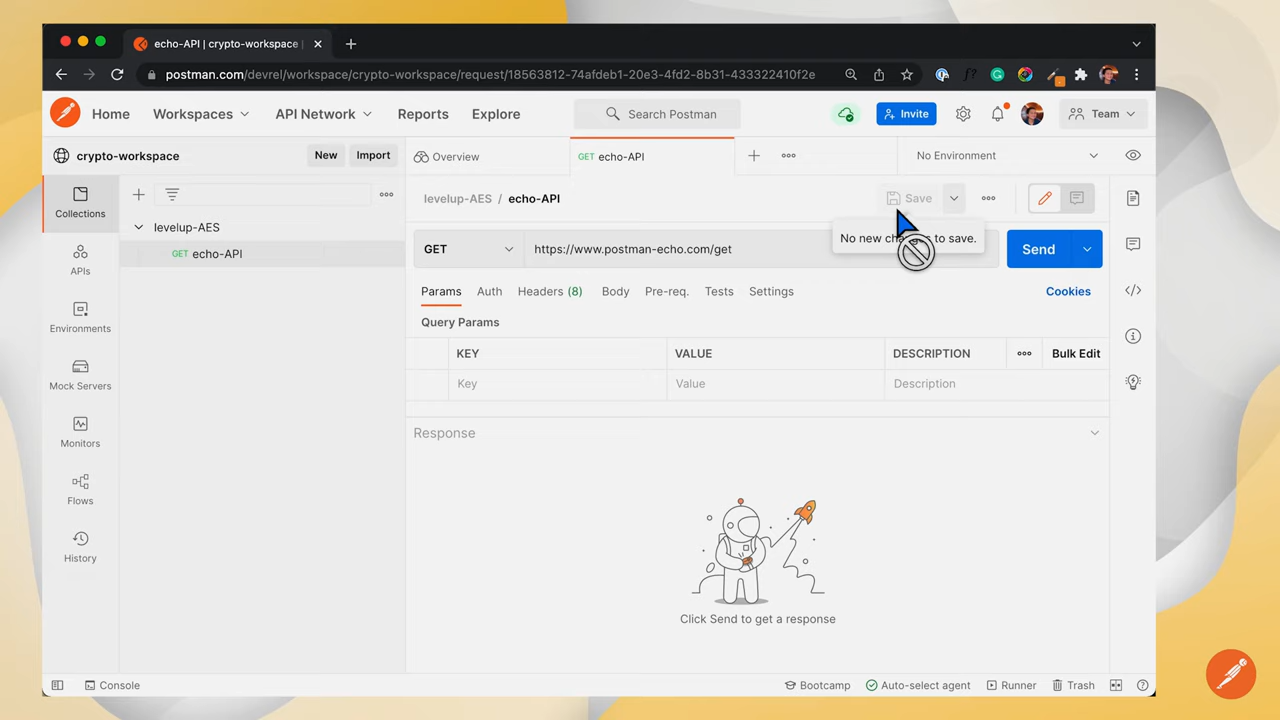 echo-API | crypto-workspace |
postman.com/devrel/workspace/crypto-workspace/request/18563812-74afdeb1-20e3-4fd2-8b31-433322410f2e
Home
Workspaces
API Network
Reports
Explore
Search Postman
Invite
Team
crypto-workspace
New
Import
Overview
GET echo-API
No Environment
Collections
APIs
Environments
Mock Servers
Monitors
Flows
History
levelup-AES
GET echo-API
levelup-AES / echo-API
Save
No new changes to save.
GET
https://www.postman-echo.com/get
Send
Params
Auth
Headers (8)
Body
Pre-req.
Tests
Settings
Cookies
Query Params
KEY
VALUE
DESCRIPTION
Bulk Edit
Key
Value
Description
Response
Click Send to get a response
Console
Bootcamp
Auto-select agent
Runner
Trash